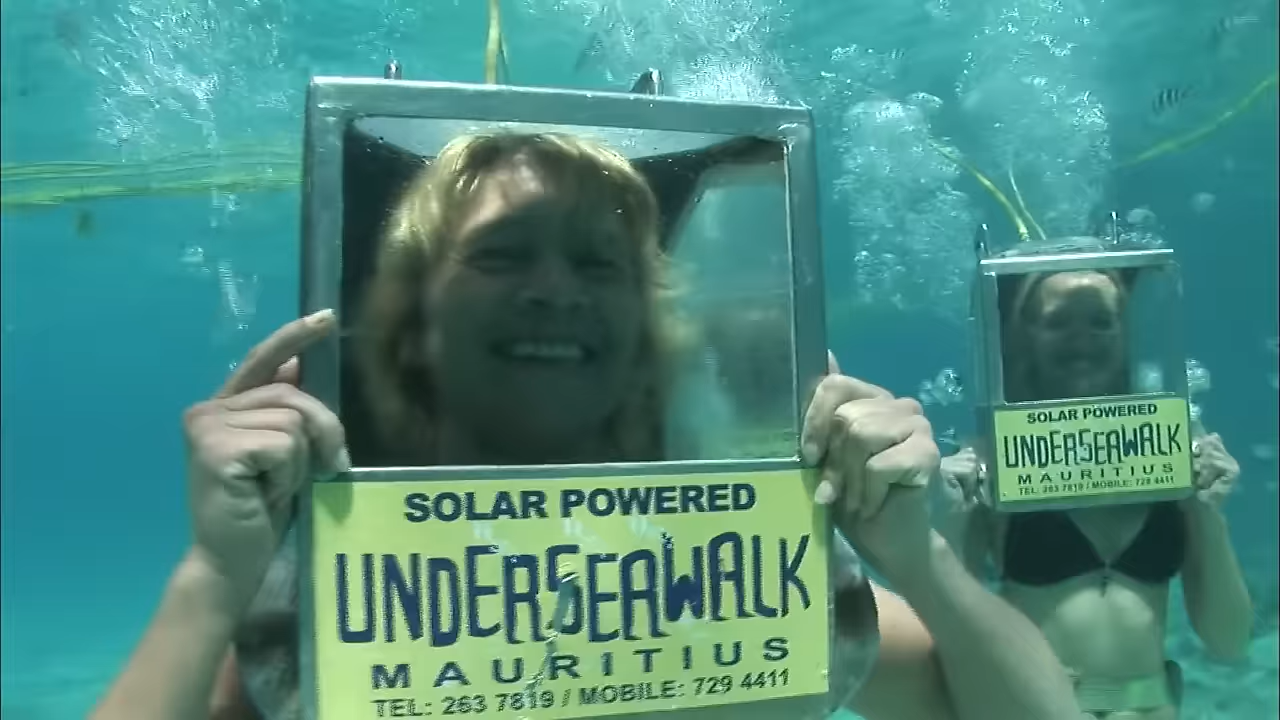 SOLAR POWERED
UNDERSEAWALK
MAURITIUS
TEL: 263 7819 / MOBILE: 729 4411
SOLAR POWERED
UNDERSEAWALK
MAURITIUS
TEL: 263 7819 / MOBILE: 729 4411